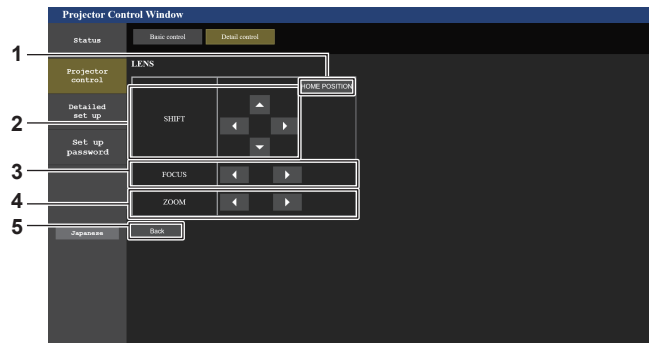 Projector Control Window
Status
Basic control
Detail control
1
LENS
Projector
control
HOME POSITION
Detailed
set up
2
SHIFT
Set up
password
3
FOCUS
4
ZOOM
5
Japanese
Back